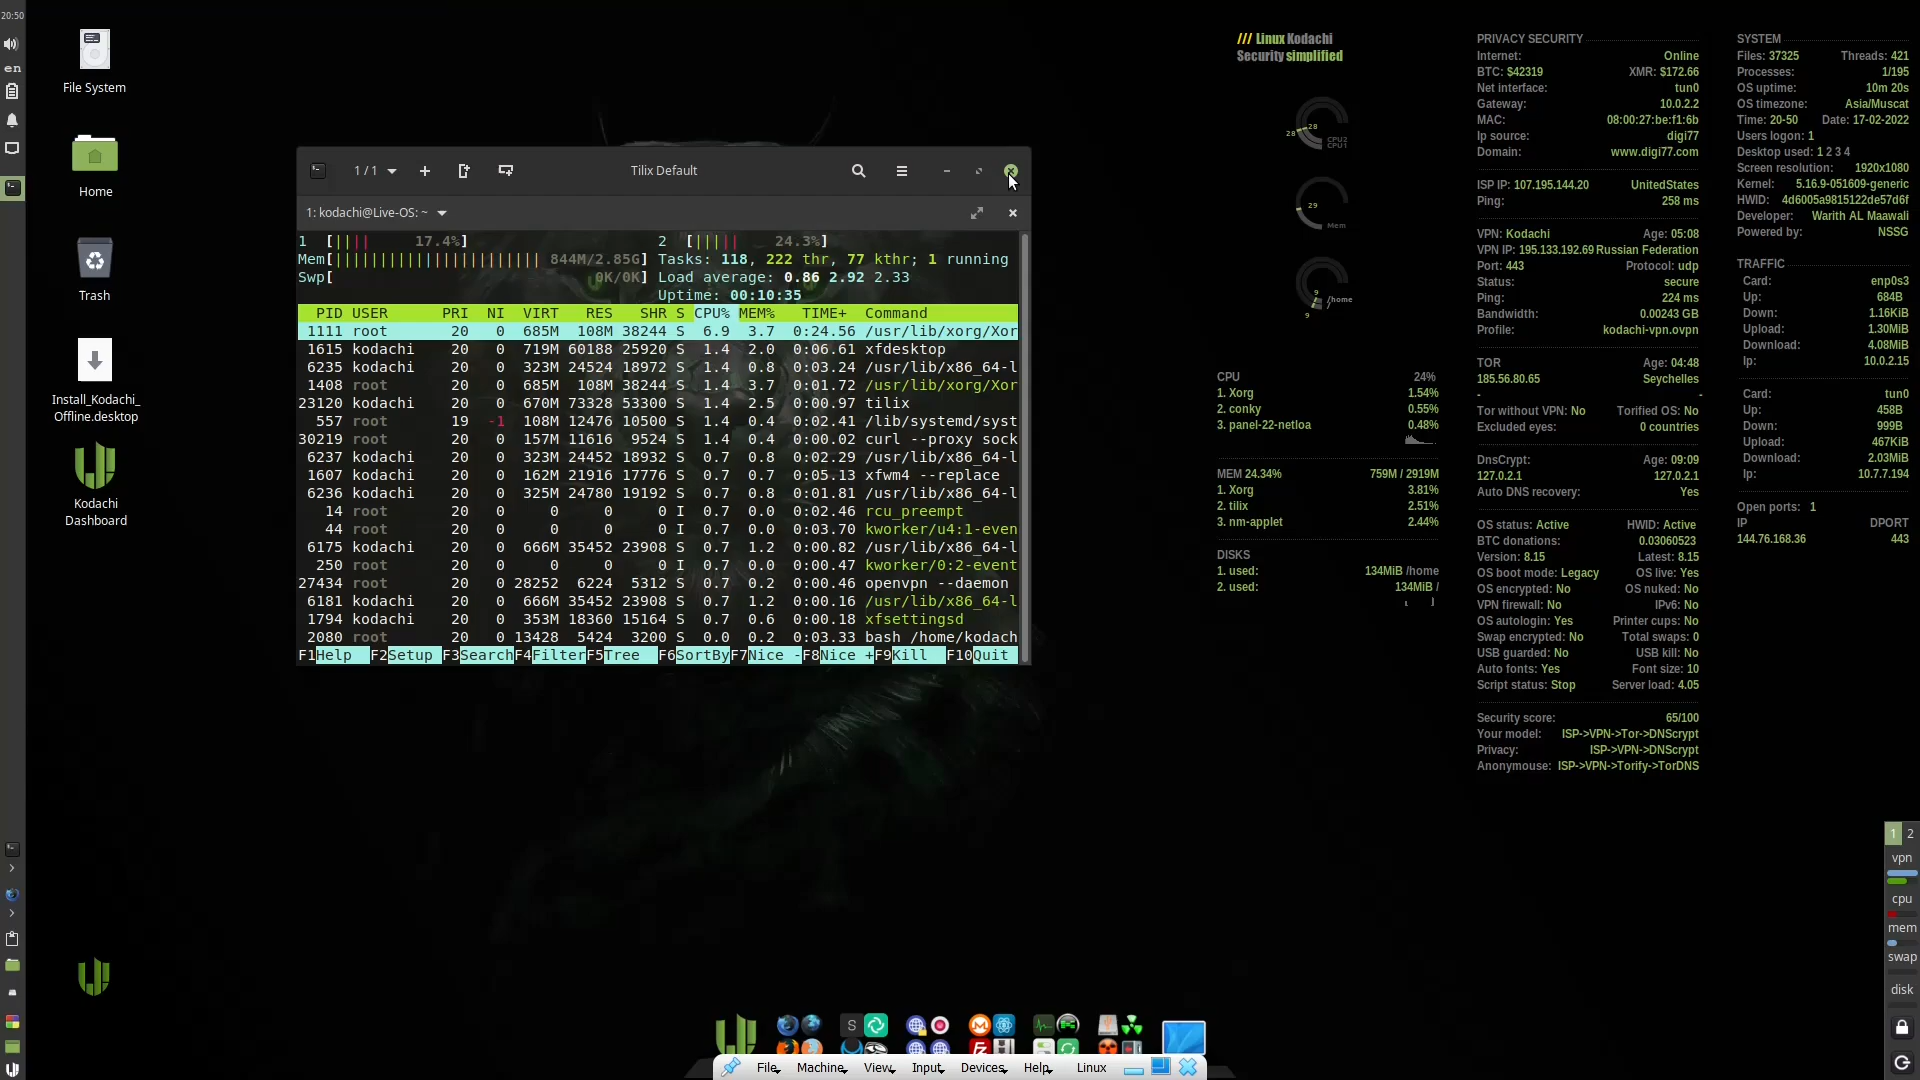 20:50
en
File System
Home
Trash
Install_Kodachi_
Offline.desktop
Kodachi
Dashboard
1 / 1
Tilix Default
1: kodachi@Live-OS: ~
1 [|||| 17.4%] 2 [||||| 24.3%]
Mem[||||||||||||||||||||||| 844M/2.85G] Tasks: 118, 222 thr, 77 kthr; 1 running
Swp[ 0K/0K] Load average: 0.86 2.92 2.33
Uptime: 00:10:35
PID USER PRI NI VIRT RES SHR S CPU% MEM% TIME+ Command
1111 root 20 0 685M 108M 38244 S 6.9 3.7 0:24.56 /usr/lib/xorg/Xor
1615 kodachi 20 0 719M 60188 25920 S 1.4 2.0 0:06.61 xfdesktop
6235 kodachi 20 0 323M 24524 18972 S 1.4 0.8 0:03.24 /usr/lib/x86_64-l
1408 root 20 0 685M 108M 38244 S 1.4 3.7 0:01.72 /usr/lib/xorg/Xor
23120 kodachi 20 0 670M 73328 53300 S 1.4 2.5 0:00.97 tilix
557 root 19 -1 108M 12476 10500 S 1.4 0.4 0:02.41 /lib/systemd/syst
30219 root 20 0 157M 11616 9524 S 1.4 0.4 0:00.02 curl --proxy sock
6237 kodachi 20 0 323M 24452 18932 S 0.7 0.8 0:02.29 /usr/lib/x86_64-l
1607 kodachi 20 0 162M 21916 17776 S 0.7 0.7 0:05.13 xfwm4 --replace
6236 kodachi 20 0 325M 24780 19192 S 0.7 0.8 0:01.81 /usr/lib/x86_64-l
14 root 20 0 0 0 0 I 0.7 0.0 0:02.46 rcu_preempt
44 root 20 0 0 0 0 I 0.7 0.0 0:03.70 kworker/u4:1-even
6175 kodachi 20 0 666M 35452 23908 S 0.7 1.2 0:00.82 /usr/lib/x86_64-l
250 root 20 0 0 0 0 I 0.7 0.0 0:00.47 kworker/0:2-event
27434 root 20 0 28252 6224 5312 S 0.7 0.2 0:00.46 openvpn --daemon
6181 kodachi 20 0 666M 35452 23908 S 0.7 1.2 0:00.16 /usr/lib/x86_64-l
1794 kodachi 20 0 353M 18360 15164 S 0.7 0.6 0:00.18 xfsettingsd
2080 root 20 0 13428 5424 3200 S 0.0 0.2 0:03.33 bash /home/kodach
F1Help F2Setup F3SearchF4FilterF5Tree F6SortByF7Nice -F8Nice +F9Kill F10Quit
/// Linux Kodachi
Security simplified
28 28
CPU2
CPU1
29
Mem
9
/home
9
CPU 24%
1. Xorg 1.54%
2. conky 0.55%
3. panel-22-netloa 0.48%
MEM 24.34% 759M / 2919M
1. Xorg 3.81%
2. tilix 2.51%
3. nm-applet 2.44%
DISKS
1. used: 134MiB /home
2. used: 134MiB /
PRIVACY SECURITY
Internet: Online
BTC: $42319 XMR: $172.66
Net interface: tun0
Gateway: 10.0.2.2
MAC: 08:00:27:be:f1:6b
Ip source: digi77
Domain: www.digi77.com
ISP IP: 107.195.144.20 UnitedStates
Ping: 258 ms
VPN: Kodachi Age: 05:08
VPN IP: 195.133.192.69 Russian Federation
Port: 443 Protocol: udp
Status: secure
Ping: 224 ms
Bandwidth: 0.00243 GB
Profile: kodachi-vpn.ovpn
TOR Age: 04:48
185.56.80.65 Seychelles
- -
Tor without VPN: No Torified OS: No
Excluded eyes: 0 countries
DnsCrypt: Age: 09:09
127.0.2.1 127.0.2.1
Auto DNS recovery: Yes
OS status: Active HWID: Active
BTC donations: 0.03060523
Version: 8.15 Latest: 8.15
OS boot mode: Legacy OS live: Yes
OS encrypted: No OS nuked: No
VPN firewall: No IPv6: No
OS autologin: Yes Printer cups: No
Swap encrypted: No Total swaps: 0
USB guarded: No USB kill: No
Auto fonts: Yes Font size: 10
Script status: Stop Server load: 4.05
Security score: 65/100
Your model: ISP->VPN->Tor->DNScrypt
Privacy: ISP->VPN->DNScrypt
Anonymouse: ISP->VPN->Torify->TorDNS
SYSTEM
Files: 37325 Threads: 421
Processes: 1/195
OS uptime: 10m 20s
OS timezone: Asia/Muscat
Time: 20-50 Date: 17-02-2022
Users logon: 1
Desktop used: 1 2 3 4
Screen resolution: 1920x1080
Kernel: 5.16.9-051609-generic
HWID: 4d6005a9815122de57d6f
Developer: Warith AL Maawali
Powered by: NSSG
TRAFFIC
Card: enp0s3
Up: 684B
Down: 1.16KiB
Upload: 1.30MiB
Download: 4.08MiB
Ip: 10.0.2.15
Card: tun0
Up: 458B
Down: 999B
Upload: 467KiB
Download: 2.03MiB
Ip: 10.7.7.194
Open ports: 1
IP DPORT
144.76.168.36 443
1 2
vpn
cpu
mem
swap
disk
File Machine View Input Devices Help Linux